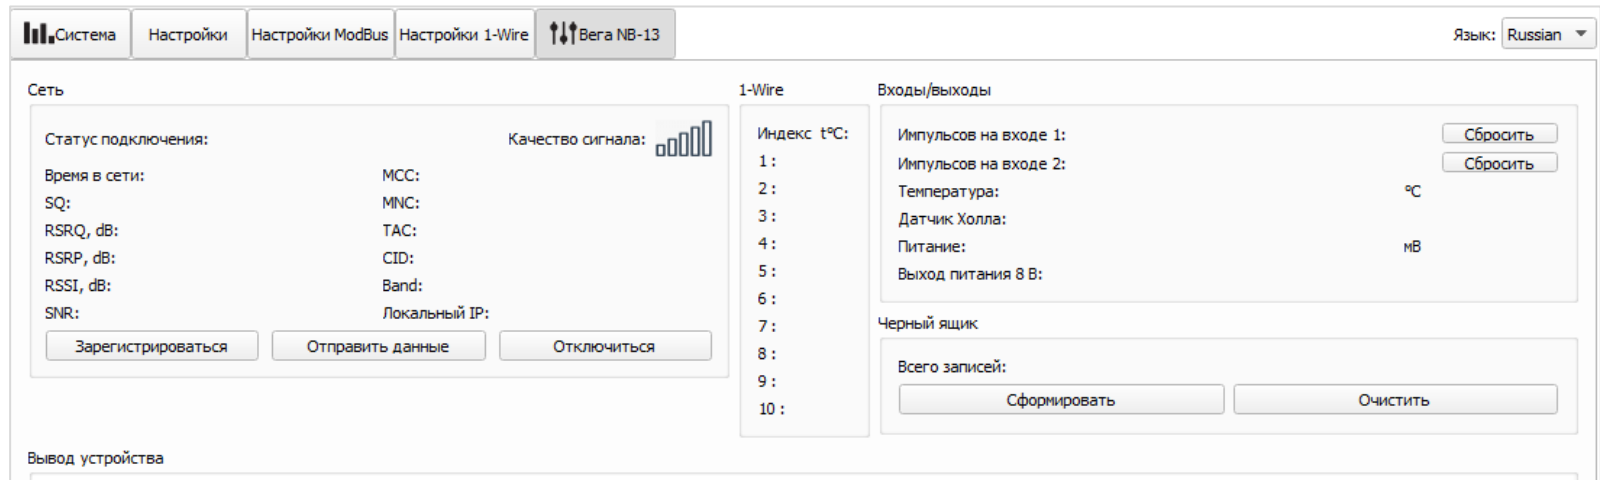 Система Настройки Настройки ModBus Настройки 1-Wire Вега NB-13 Язык: Russian
Сеть
Статус подключения: Качество сигнала:
Время в сети: MCC:
SQ: MNC:
RSRQ, dB: TAC:
RSRP, dB: CID:
RSSI, dB: Band:
SNR: Локальный IP:
Зарегистрироваться Отправить данные Отключиться
1-Wire
Индекс t°C:
1 :
2 :
3 :
4 :
5 :
6 :
7 :
8 :
9 :
10 :
Входы/выходы
Импульсов на входе 1: Сбросить
Импульсов на входе 2: Сбросить
Температура: °C
Датчик Холла:
Питание: мВ
Выход питания 8 В:
Черный ящик
Всего записей:
Сформировать Очистить
Вывод устройства